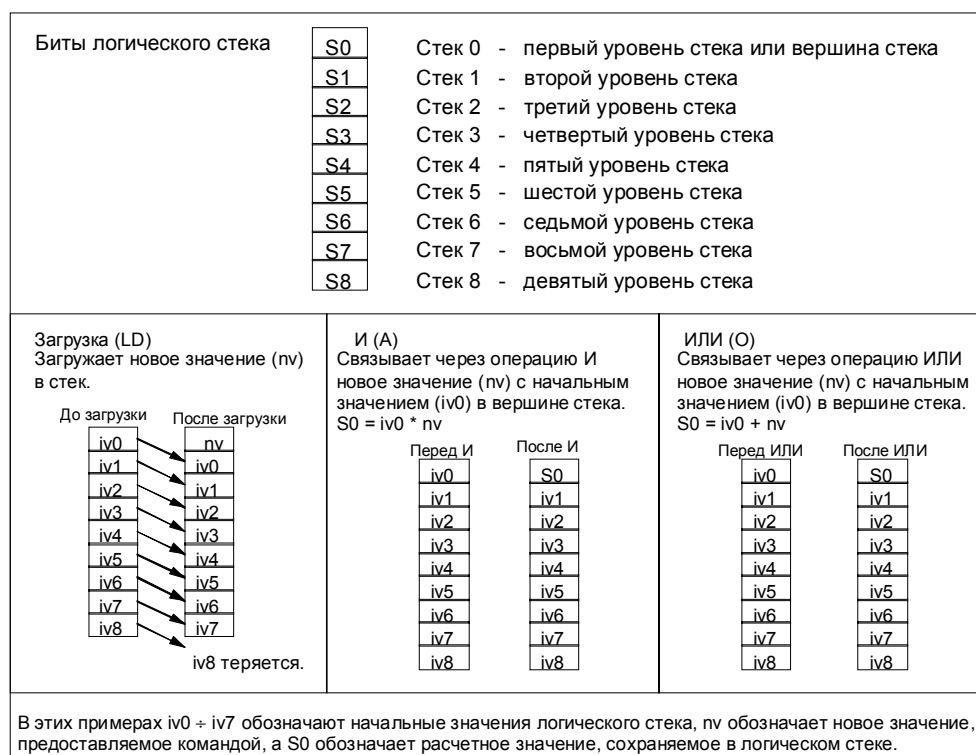 Биты логического стека
S0 Стек 0 - первый уровень стека или вершина стека
S1 Стек 1 - второй уровень стека
S2 Стек 2 - третий уровень стека
S3 Стек 3 - четвертый уровень стека
S4 Стек 4 - пятый уровень стека
S5 Стек 5 - шестой уровень стека
S6 Стек 6 - седьмой уровень стека
S7 Стек 7 - восьмой уровень стека
S8 Стек 8 - девятый уровень стека
Загрузка (LD)
Загружает новое значение (nv)
в стек.
До загрузки После загрузки
iv0 nv
iv1 iv0
iv2 iv1
iv3 iv2
iv4 iv3
iv5 iv4
iv6 iv5
iv7 iv6
iv8 iv7
iv8 теряется.
И (A)
Связывает через операцию И
новое значение (nv) с начальным
значением (iv0) в вершине стека.
S0 = iv0 * nv
Перед И После И
iv0 S0
iv1 iv1
iv2 iv2
iv3 iv3
iv4 iv4
iv5 iv5
iv6 iv6
iv7 iv7
iv8 iv8
ИЛИ (O)
Связывает через операцию ИЛИ
новое значение (nv) с начальным
значением (iv0) в вершине стека.
S0 = iv0 + nv
Перед ИЛИ После ИЛИ
iv0 S0
iv1 iv1
iv2 iv2
iv3 iv3
iv4 iv4
iv5 iv5
iv6 iv6
iv7 iv7
iv8 iv8
В этих примерах iv0 ÷ iv7 обозначают начальные значения логического стека, nv обозначает новое значение,
предоставляемое командой, а S0 обозначает расчетное значение, сохраняемое в логическом стеке.